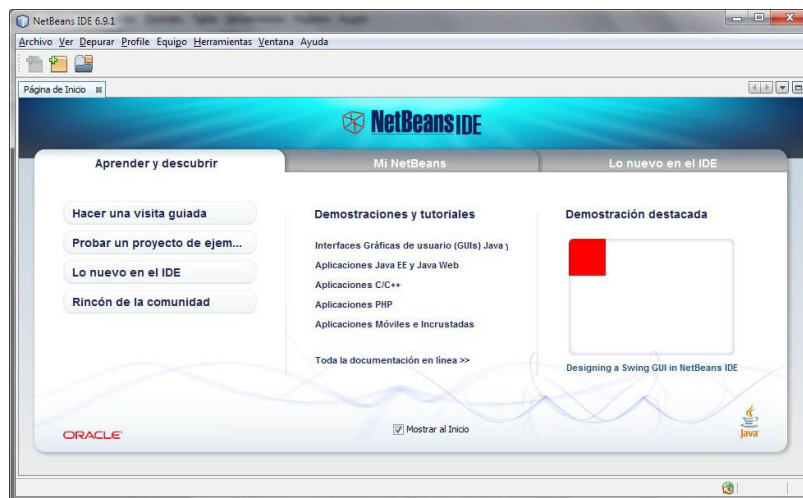 NetBeans IDE 6.9.1
Archivo Ver Depurar Profile Equipo Herramientas Ventana Ayuda
Página de Inicio
NetBeans IDE
Aprender y descubrir
Mi NetBeans
Lo nuevo en el IDE
Hacer una visita guiada
Probar un proyecto de ejem...
Lo nuevo en el IDE
Rincón de la comunidad
Demostraciones y tutoriales
Interfaces Gráficas de usuario (GUIs) Java y
Aplicaciones Java EE y Java Web
Aplicaciones C/C++
Aplicaciones PHP
Aplicaciones Móviles e Incrustadas
Toda la documentación en línea >>
Demostración destacada
Designing a Swing GUI in NetBeans IDE
ORACLE
Mostrar al Inicio
Java